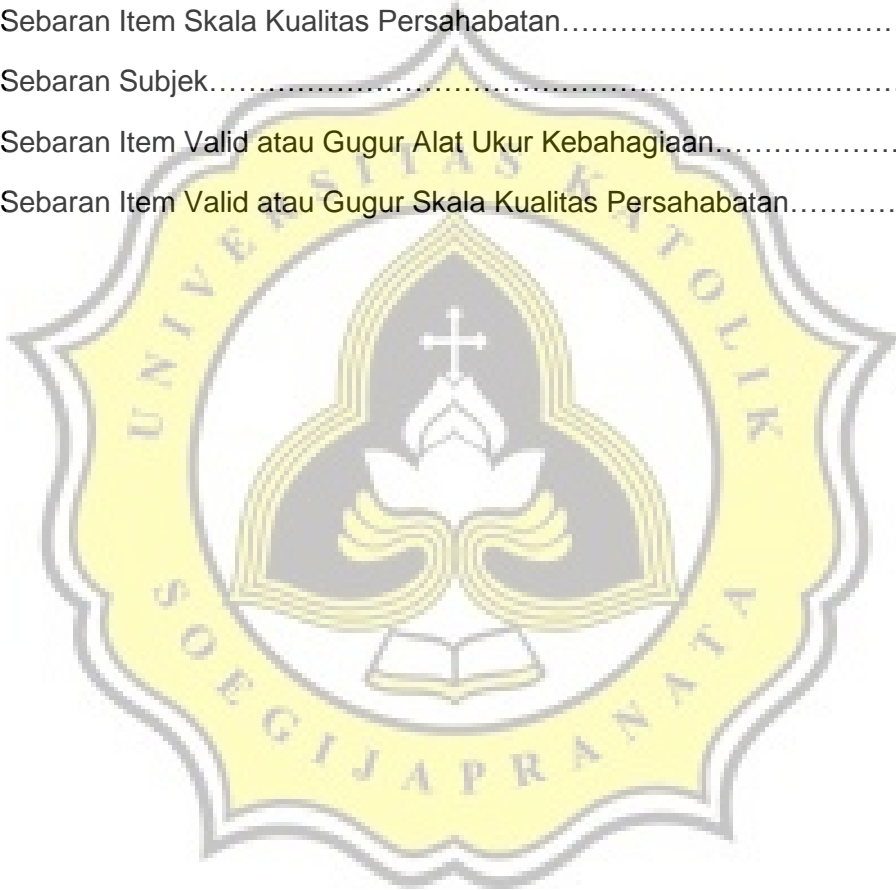 Sebaran Item Skala Kualitas Persahabatan……………………………
Sebaran Subjek…………………………………………………………………
Sebaran Item Valid atau Gugur Alat Ukur Kebahagiaan………………
Sebaran Item Valid atau Gugur Skala Kualitas Persahabatan…………
UNIVERSITAS KATOLIK
SOEGIJAPRANATA